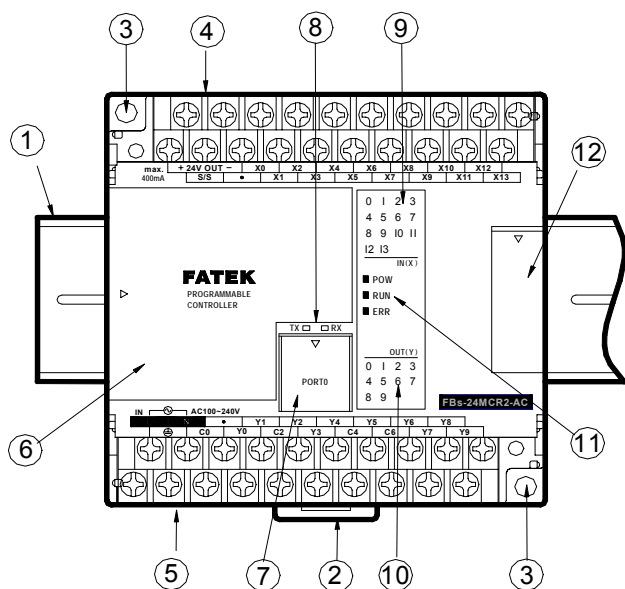 ③ ④ ⑧ ⑨
① ⑫
max. + 24V OUT − X0 X2 X4 X6 X8 X10 X12
400mA S/S • X1 X3 X5 X7 X9 X11 X13
0 1 2 3
4 5 6 7
8 9 10 11
12 13
IN(X)
POW
RUN
ERR
FATEK
PROGRAMMABLE
CONTROLLER
TX RX
PORT0
OUT(Y)
0 1 2 3
4 5 6 7
8 9
FBs-24MCR2-AC
IN AC100~240V • Y1 Y2 Y4 Y5 Y6 Y8
C0 Y0 C2 Y3 C4 C6 Y7 Y9
⑥ ⑪
⑤ ⑦ ② ⑩ ③